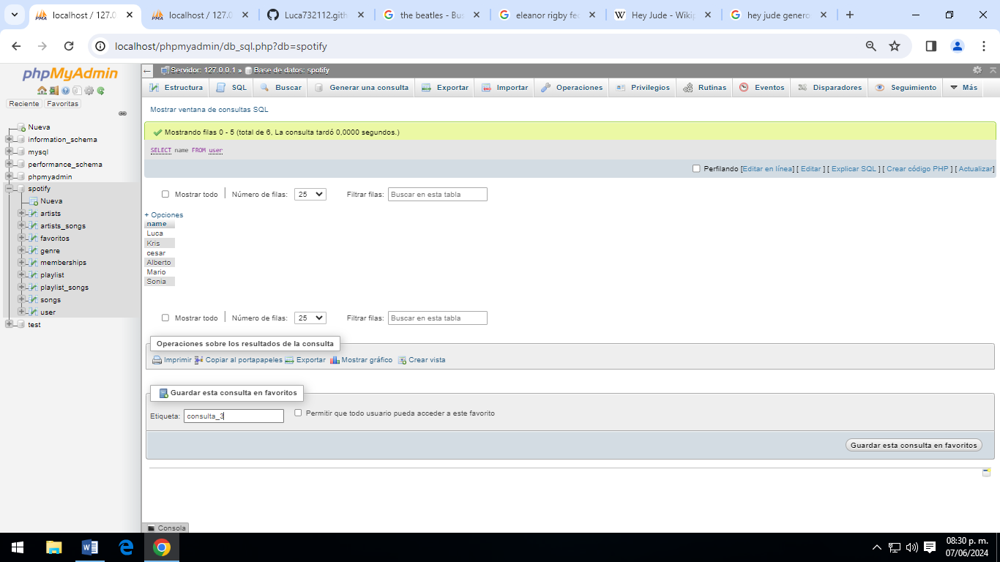 localhost / 127.0
localhost / 127.0
Luca732112.gith
the beatles - Bus
eleanor rigby fec
Hey Jude - Wikip
hey jude genero
localhost/phpmyadmin/db_sql.php?db=spotify
phpMyAdmin
Reciente
Favoritas
Nueva
information_schema
mysql
performance_schema
phpmyadmin
spotify
Nueva
artists
artists_songs
favoritos
genre
memberships
playlist
playlist_songs
songs
user
test
Servidor: 127.0.0.1 » Base de datos: spotify
Estructura SQL Buscar Generar una consulta Exportar Importar Operaciones Privilegios Rutinas Eventos Disparadores Seguimiento Más
Mostrar ventana de consultas SQL
Mostrando filas 0 - 5 (total de 6, La consulta tardó 0,0000 segundos.)
SELECT name FROM user
Perfilando [Editar en línea] [ Editar ] [ Explicar SQL ] [ Crear código PHP ] [ Actualizar]
Mostrar todo | Número de filas: 25 Filtrar filas: Buscar en esta tabla
+ Opciones
name
Luca
Kris
cesar
Alberto
Mario
Sonia
Mostrar todo | Número de filas: 25 Filtrar filas: Buscar en esta tabla
Operaciones sobre los resultados de la consulta
Imprimir Copiar al portapapeles Exportar Mostrar gráfico Crear vista
Guardar esta consulta en favoritos
Etiqueta: consulta_3 Permitir que todo usuario pueda acceder a este favorito
Guardar esta consulta en favoritos
Consola
08:30 p. m.
07/06/2024